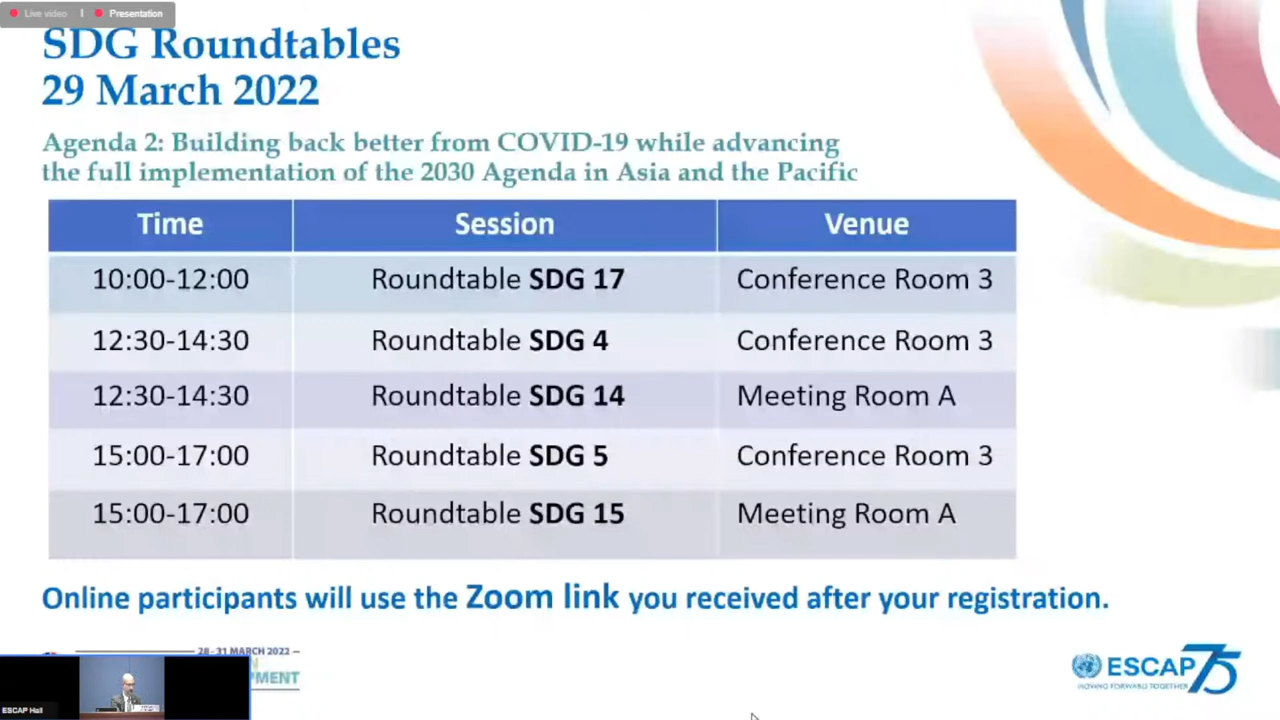 Live video | Presentation
SDG Roundtables
29 March 2022
Agenda 2: Building back better from COVID-19 while advancing
the full implementation of the 2030 Agenda in Asia and the Pacific
Time Session Venue
10:00-12:00 Roundtable SDG 17 Conference Room 3
12:30-14:30 Roundtable SDG 4 Conference Room 3
12:30-14:30 Roundtable SDG 14 Meeting Room A
15:00-17:00 Roundtable SDG 5 Conference Room 3
15:00-17:00 Roundtable SDG 15 Meeting Room A
Online participants will use the Zoom link you received after your registration.
28 - 31 MARCH 2022
ESCAP Hall
ESCAP 75
MOVING FORWARD TOGETHER